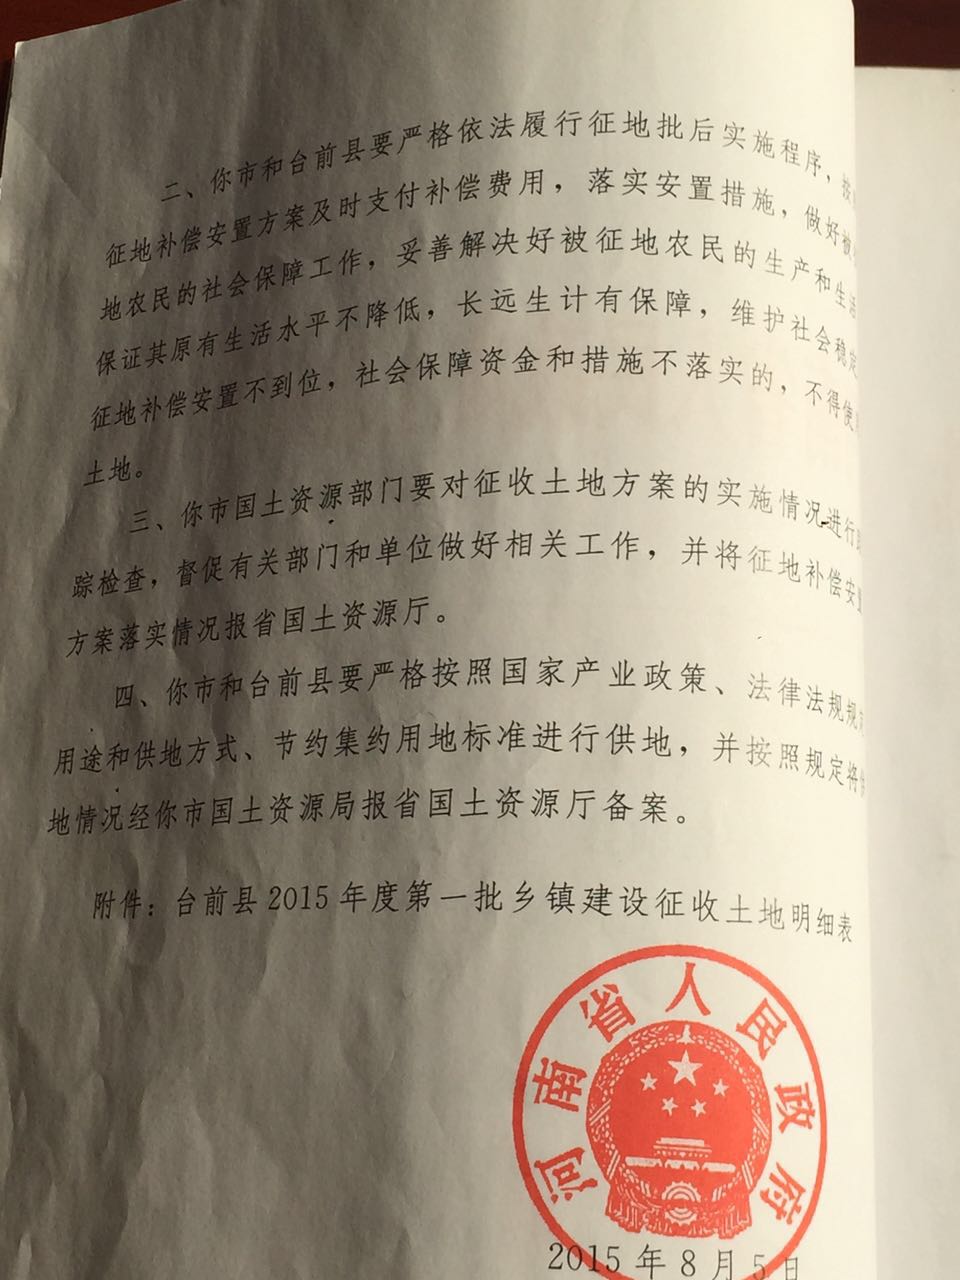 二、你市和台前县要严格依法履行征地批后实施程序，按
征地补偿安置方案及时支付补偿费用，落实安置措施，做好被
地农民的社会保障工作，妥善解决好被征地农民的生产和生活
保证其原有生活水平不降低，长远生计有保障，维护社会稳定
征地补偿安置不到位，社会保障资金和措施不落实的，不得使
土地。
三、你市国土资源部门要对征收土地方案的实施情况进行
踪检查，督促有关部门和单位做好相关工作，并将征地补偿安置
方案落实情况报省国土资源厅。
四、你市和台前县要严格按照国家产业政策、法律法规规
用途和供地方式、节约集约用地标准进行供地，并按照规定将
地情况经你市国土资源局报省国土资源厅备案。
附件：台前县2015年度第一批乡镇建设征收土地明细表
河南省人民政府
2015年8月5日